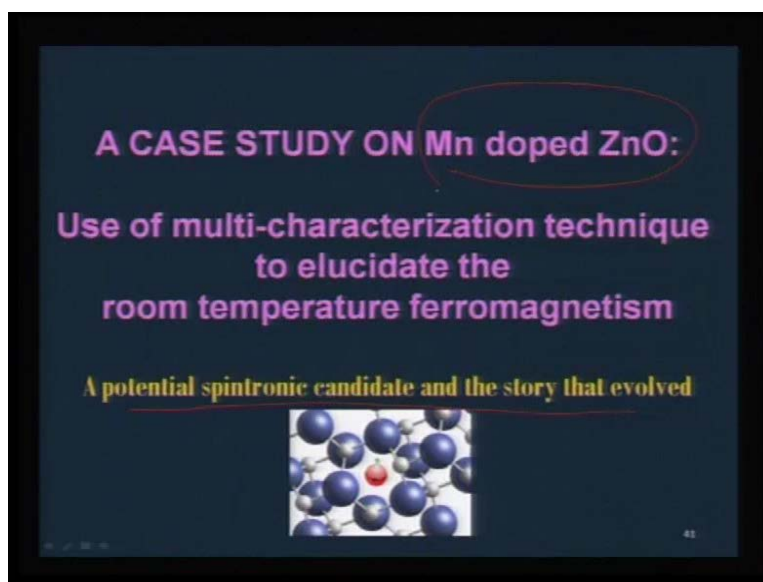 A CASE STUDY ON Mn doped ZnO:
Use of multi-characterization technique
to elucidate the
room temperature ferromagnetism
A potential spintronic candidate and the story that evolved
41